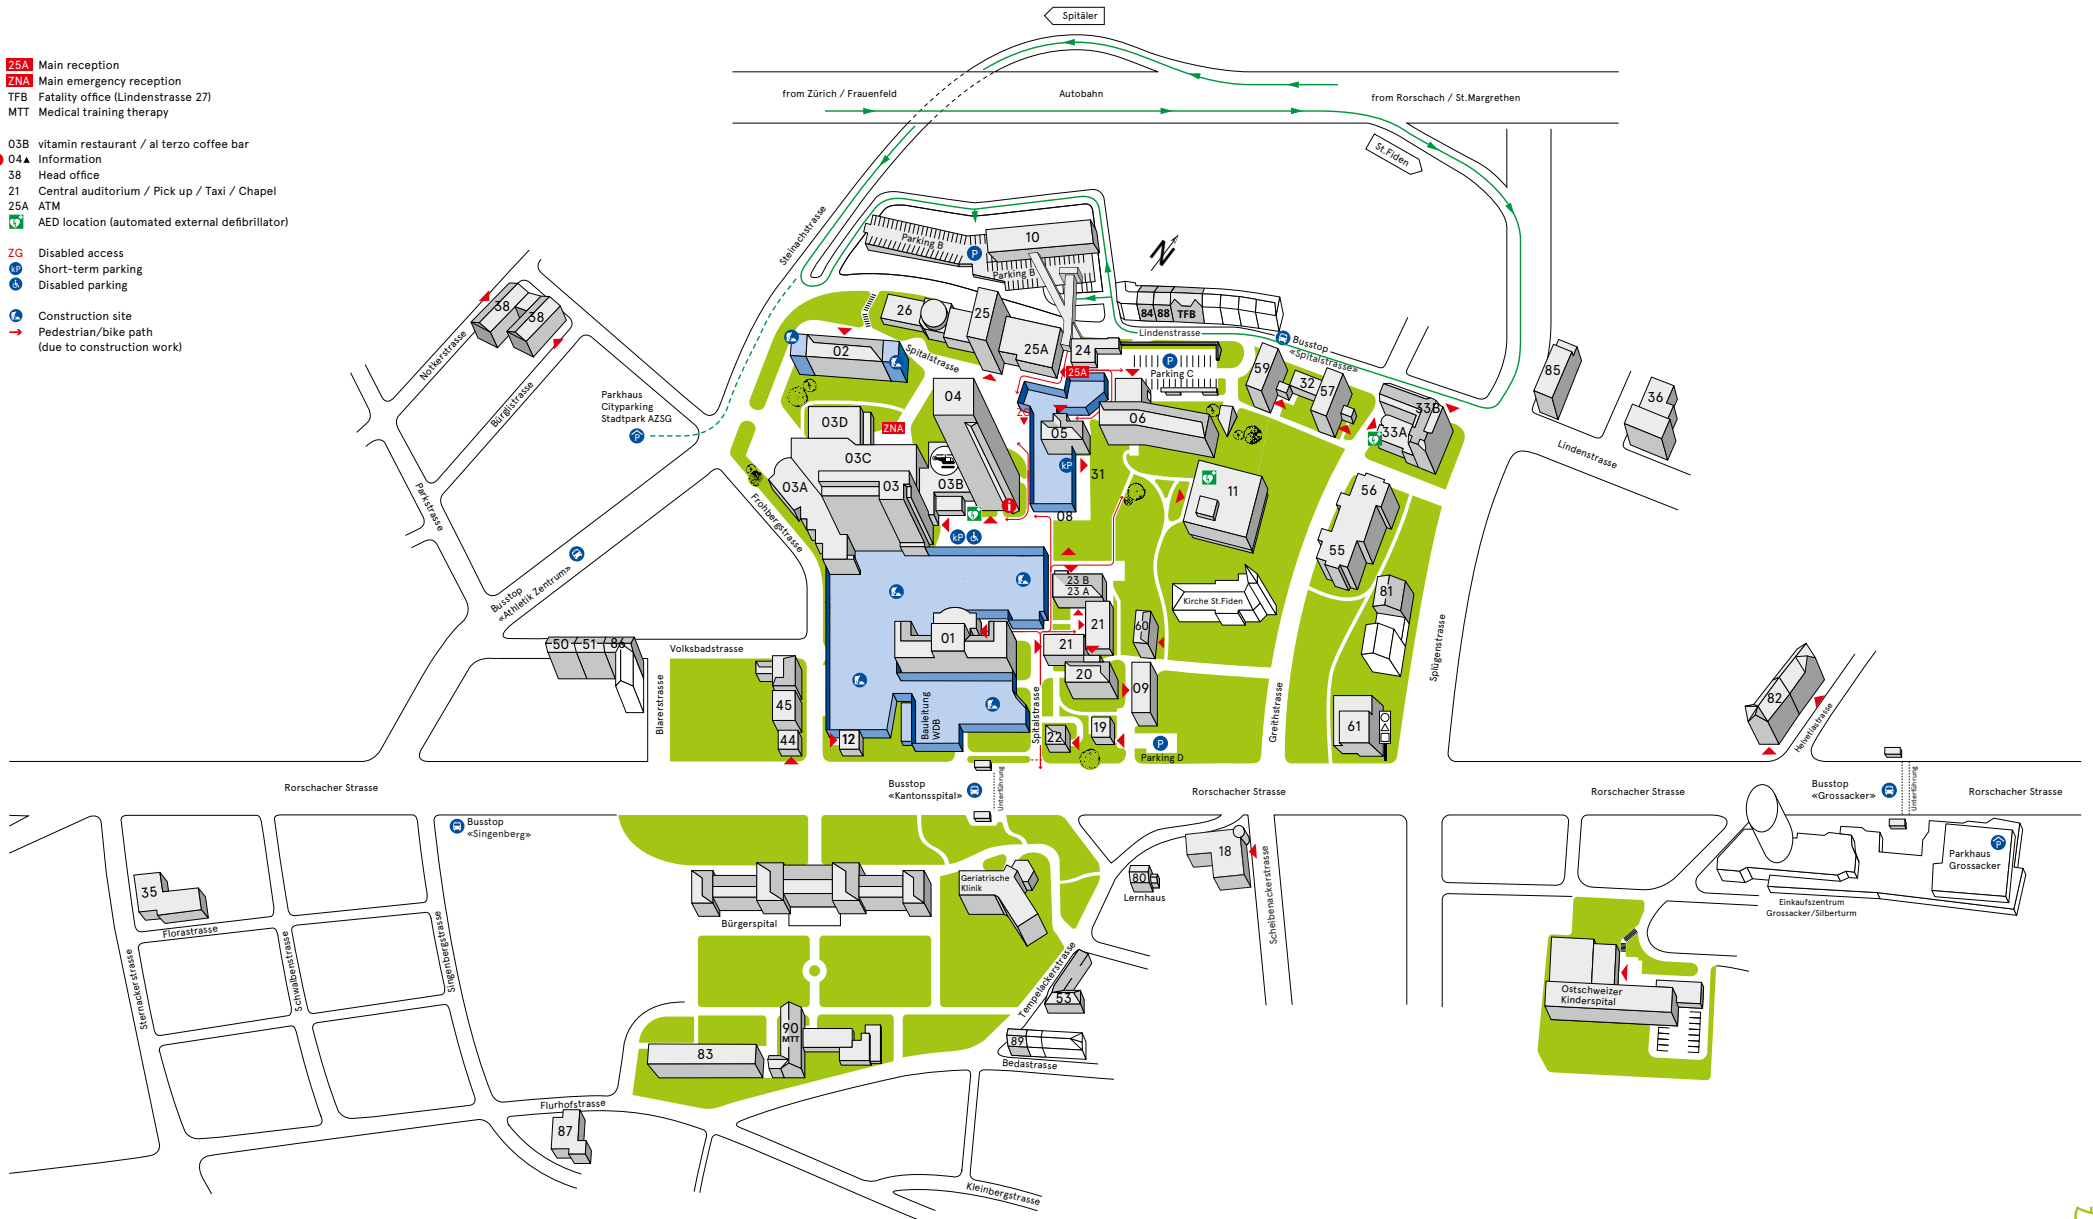 Spitäler
25A Main reception
ZNA Main emergency reception
TFB Fatality office (Lindenstrasse 27)
MTT Medical training therapy
03B vitamin restaurant / al terzo coffee bar
04▲ Information
38 Head office
21 Central auditorium / Pick up / Taxi / Chapel
25A ATM
AED location (automated external defibrillator)
ZG Disabled access
kP Short-term parking
Disabled parking
Construction site
→ Pedestrian/bike path
(due to construction work)
from Zürich / Frauenfeld
Autobahn
from Rorschach / St.Margrethen
St.Fiden
Steinachstrasse
Parking B
P
10
Parking B
N
84 88 TFB
Lindenstrasse
Busstop
«Spitalstrasse»
26
25
25A
24
25A
P
Parking C
02
Spitalstrasse
38
38
Notkerstrasse
Bürglistrasse
Parkstrasse
Parkhaus
Cityparking
Stadtpark AZSG
P
59
32
57
33B
33A
85
36
Lindenstrasse
04
ZG
03D
ZNA
05
06
03C
03A
03
03B
kP
31
08
11
56
55
Frohbergstrasse
kP
i
Busstop
«Athletik Zentrum»
23 B
23 A
Kirche St.Fiden
81
01
21
21
60
20
09
50 51 86
Volksbadstrasse
Blarerstrasse
45
44
12
Bauleitung
WDB
Spitalstrasse
22
19
P
Parking D
Greithstrasse
61
Splügenstrasse
82
Helvetiastrasse
Rorschacher Strasse
Busstop
«Kantonsspital»
Unterführung
Rorschacher Strasse
Rorschacher Strasse
Busstop
«Grossacker»
Unterführung
Rorschacher Strasse
Busstop
«Singenberg»
35
Florastrasse
Sternackerstrasse
Schwalbenstrasse
Singenbergstrasse
Bürgerspital
Geriatrische
Klinik
80
Lernhaus
18
Scheibenackerstrasse
P
Parkhaus
Grossacker
Einkaufszentrum
Grossacker/Silberturm
Tempelackerstrasse
53
89
Bedastrasse
90
MTT
83
Ostschweizer
Kinderspital
Flurhofstrasse
87
Kleinbergstrasse
Z